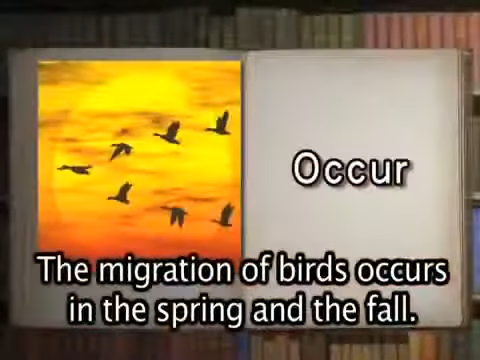 Occur
The migration of birds occurs
in the spring and the fall.